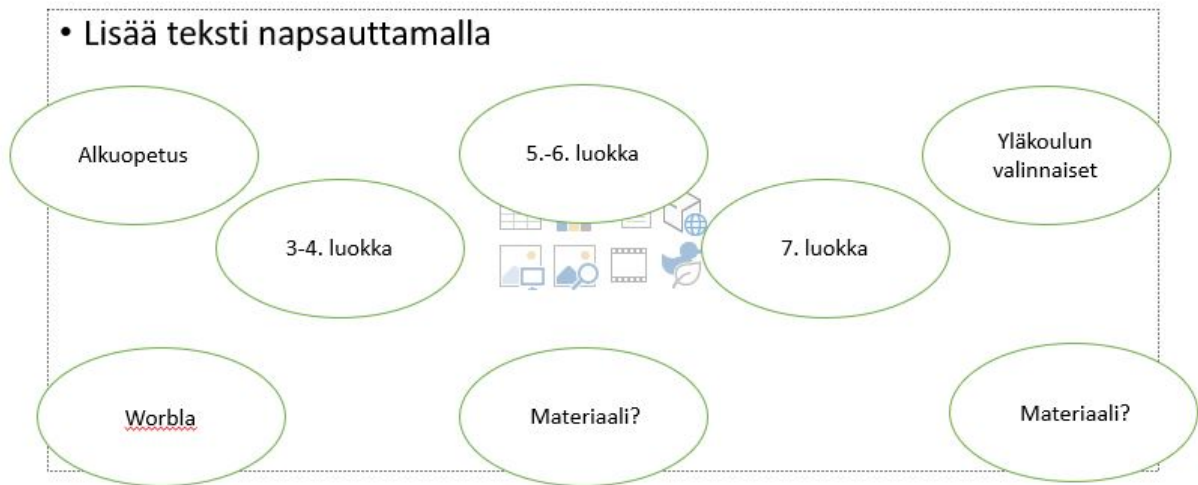 • Lisää teksti napsauttamalla
Alkuopetus
5.-6. luokka
Yläkoulun
valinnaiset
3-4. luokka
7. luokka
Worbla
Materiaali?
Materiaali?